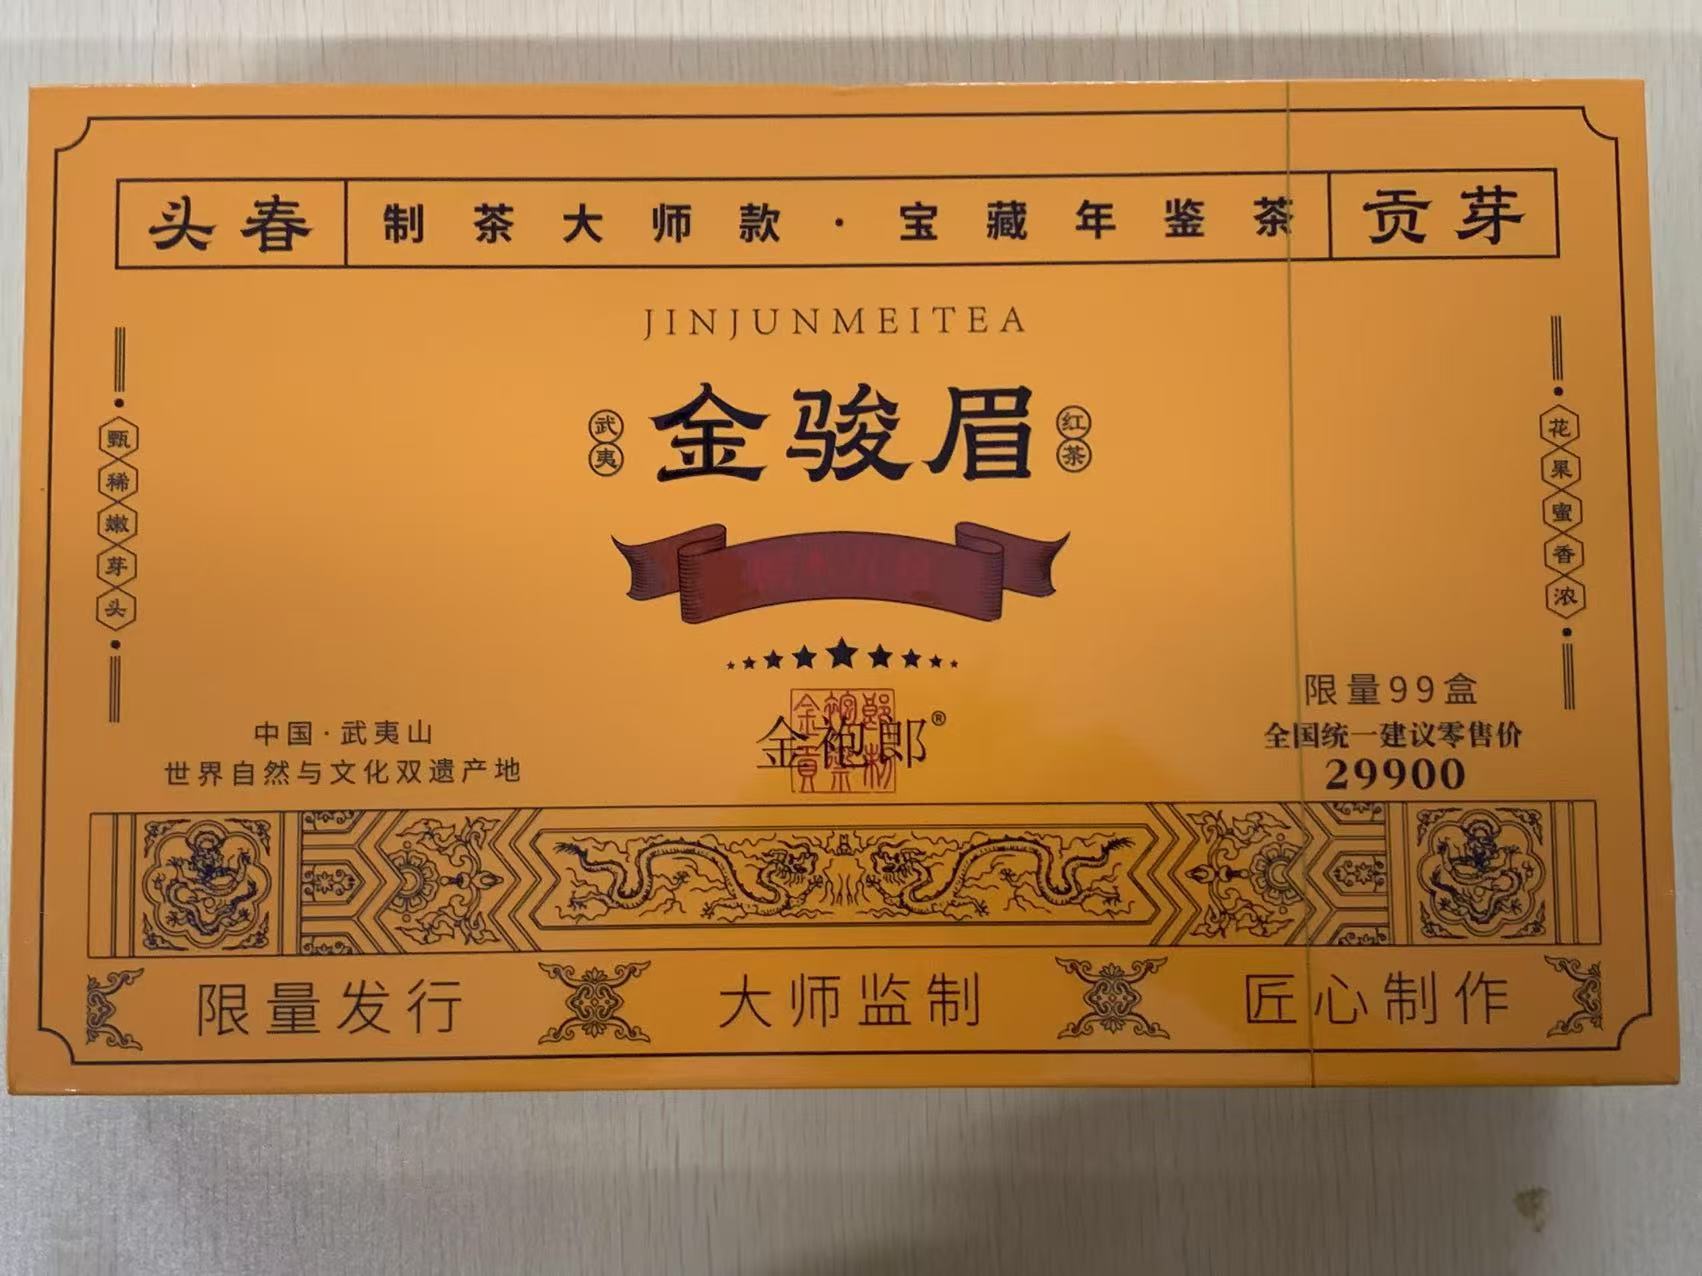 头春 制茶大师款·宝藏年鉴茶 贡芽
JINJUNMEITEA
武夷 金骏眉 红茶
甄稀嫩芽头
花果蜜香浓
金袍郎®
中国·武夷山
世界自然与文化双遗产地
限量99盒
全国统一建议零售价
29900
限量发行 大师监制 匠心制作